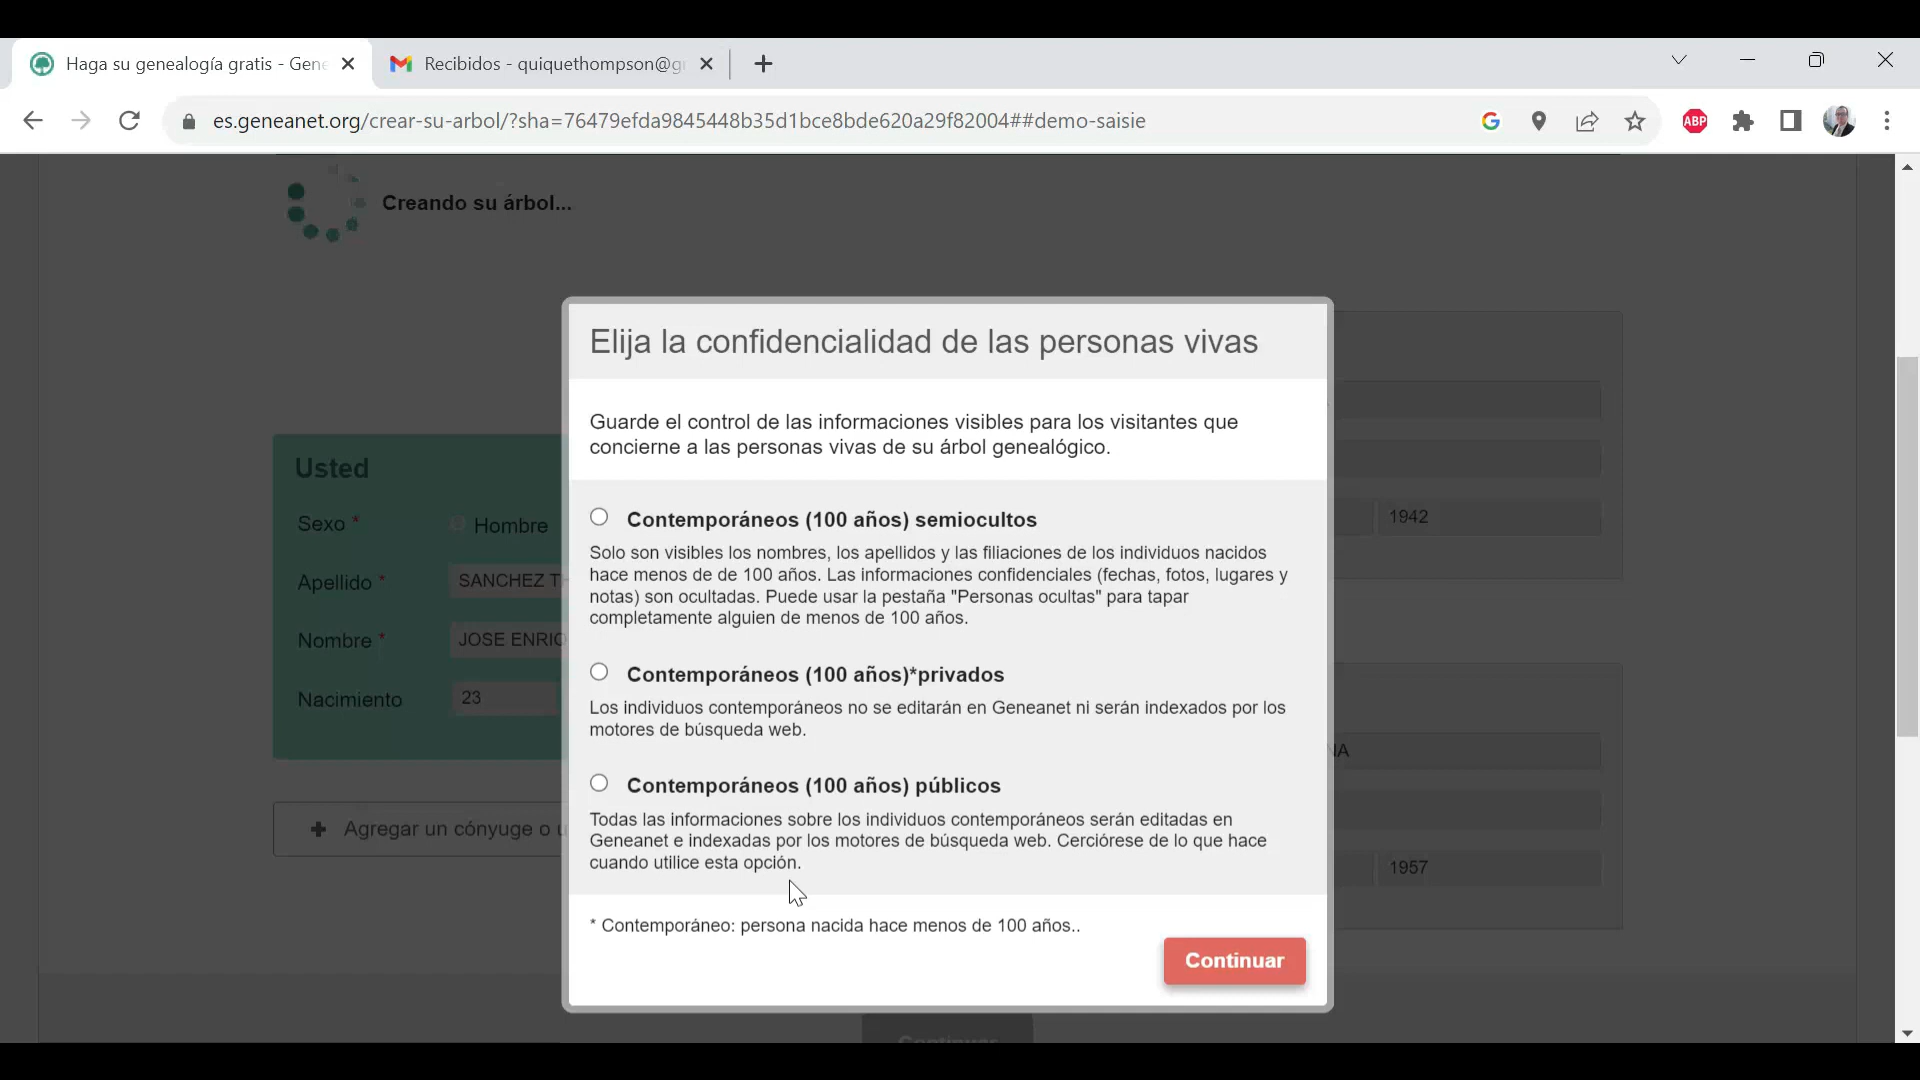 Haga su genealogía gratis - Gene
Recibidos - quiquethompson@g
es.geneanet.org/crear-su-arbol/?sha=76479efda9845448b35d1bce8bde620a29f82004##demo-saisie
ABP
Creando su árbol...
Elija la confidencialidad de las personas vivas
Guarde el control de las informaciones visibles para los visitantes que
concierne a las personas vivas de su árbol genealógico.
Contemporáneos (100 años) semiocultos
Solo son visibles los nombres, los apellidos y las filiaciones de los individuos nacidos
hace menos de de 100 años. Las informaciones confidenciales (fechas, fotos, lugares y
notas) son ocultadas. Puede usar la pestaña "Personas ocultas" para tapar
completamente alguien de menos de 100 años.
Contemporáneos (100 años)*privados
Los individuos contemporáneos no se editarán en Geneanet ni serán indexados por los
motores de búsqueda web.
Contemporáneos (100 años) públicos
Todas las informaciones sobre los individuos contemporáneos serán editadas en
Geneanet e indexadas por los motores de búsqueda web. Cerciórese de lo que hace
cuando utilice esta opción.
* Contemporáneo: persona nacida hace menos de 100 años..
Continuar
Usted
Sexo * Hombre
Apellido * SANCHEZ TH
Nombre * JOSE ENRIQ
Nacimiento 23
Agregar un cónyuge o u
1942
NA
1957
Continuar